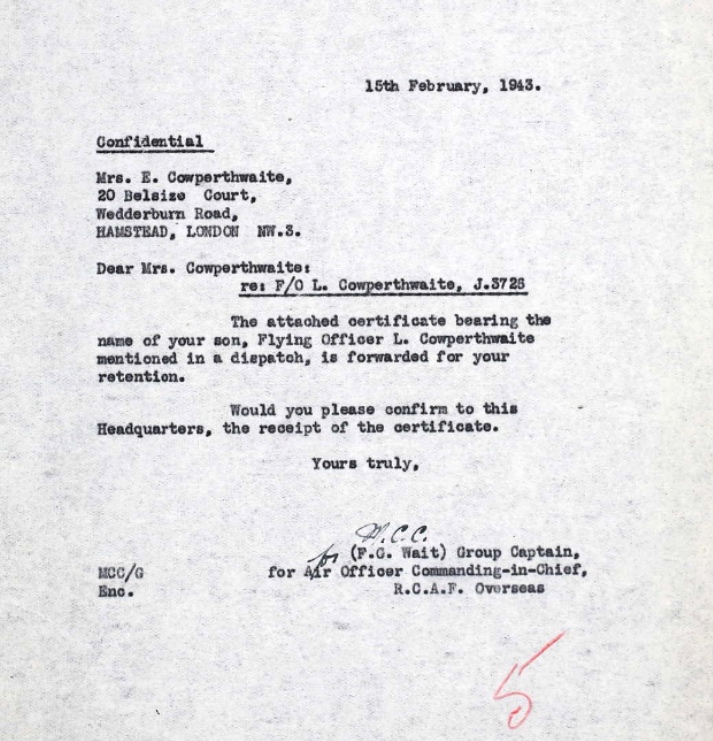 15th February, 1943.
Confidential
Mrs. E. Cowperthwaite,
20 Belsize Court,
Wedderburn Road,
HAMSTEAD, LONDON NW.3.
Dear Mrs. Cowperthwaite:
re: F/O L. Cowperthwaite, J.3728
The attached certificate bearing the
name of your son, Flying Officer L. Cowperthwaite
mentioned in a dispatch, is forwarded for your
retention.
Would you please confirm to this
Headquarters, the receipt of the certificate.
Yours truly,
M.C.C.
for (F.G. Wait) Group Captain,
MCC/G for Air Officer Commanding-in-Chief,
Enc. R.C.A.F. Overseas
5